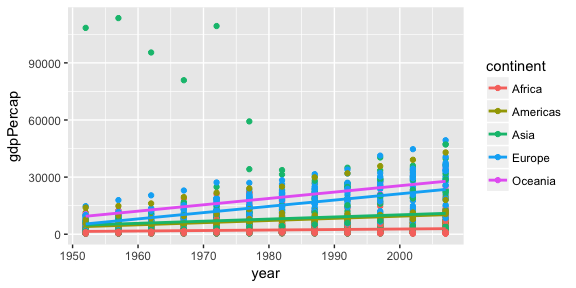 gdpPercap
90000
60000
30000
0
1950
1960
1970
1980
1990
2000
year
continent
Africa
Americas
Asia
Europe
Oceania